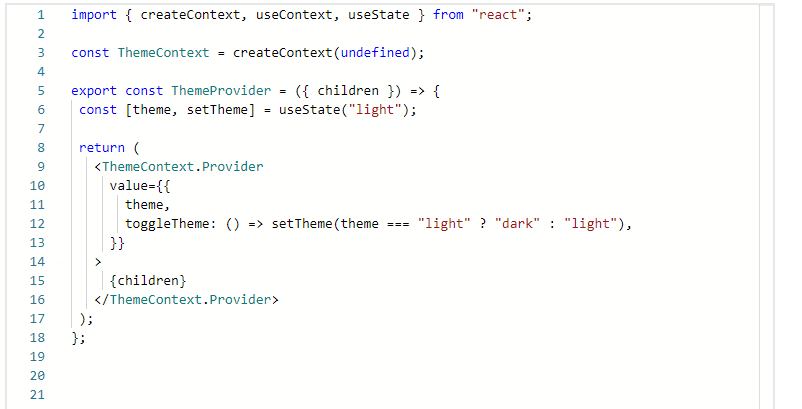 1 import { createContext, useContext, useState } from "react";
2
3 const ThemeContext = createContext(undefined);
4
5 export const ThemeProvider = ({ children }) => {
6 const [theme, setTheme] = useState("light");
7
8 return (
9 <ThemeContext.Provider
10 value={{
11 theme,
12 toggleTheme: () => setTheme(theme === "light" ? "dark" : "light"),
13 }}
14 >
15 {children}
16 </ThemeContext.Provider>
17 );
18 };
19
20
21